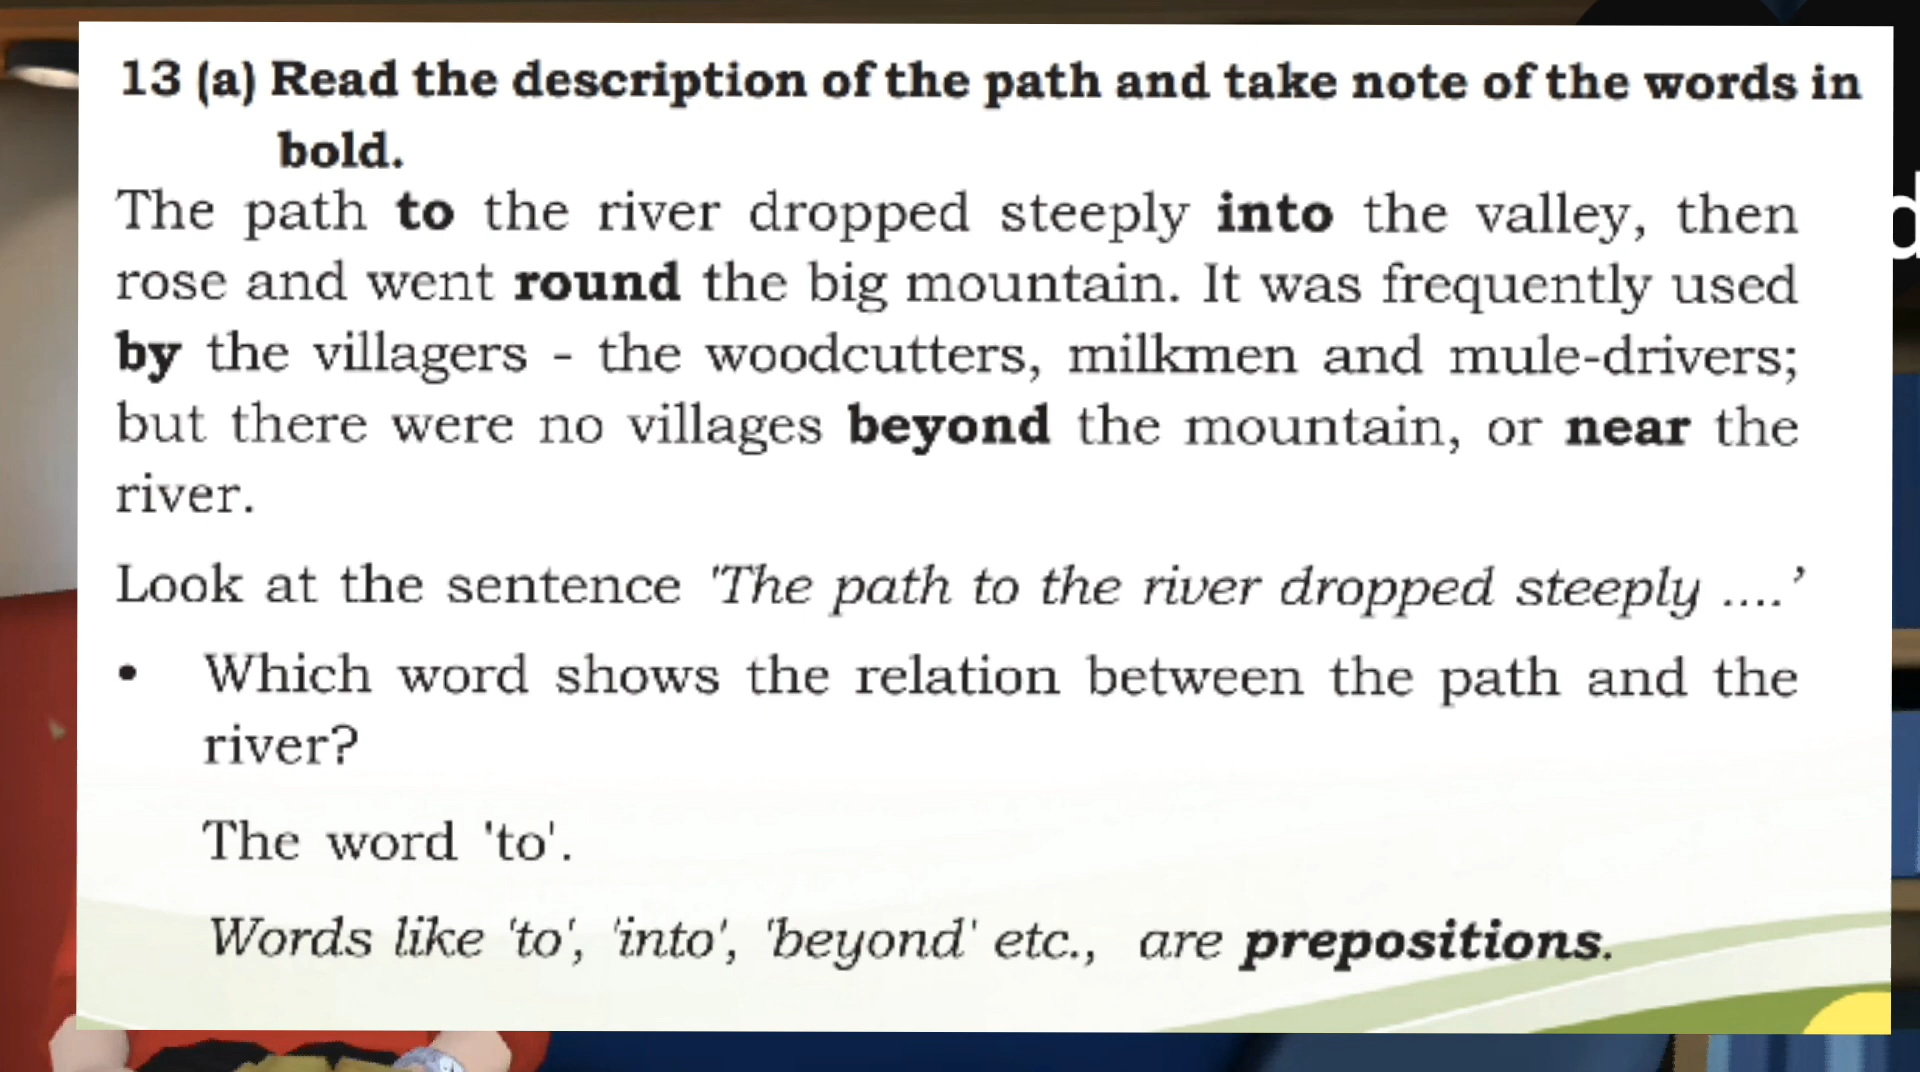 13 (a) Read the description of the path and take note of the words in
bold.
The path to the river dropped steeply into the valley, then
rose and went round the big mountain. It was frequently used
by the villagers - the woodcutters, milkmen and mule-drivers;
but there were no villages beyond the mountain, or near the
river.
Look at the sentence 'The path to the river dropped steeply ....’
• Which word shows the relation between the path and the
river?
The word 'to'.
Words like 'to', 'into', 'beyond' etc., are prepositions.